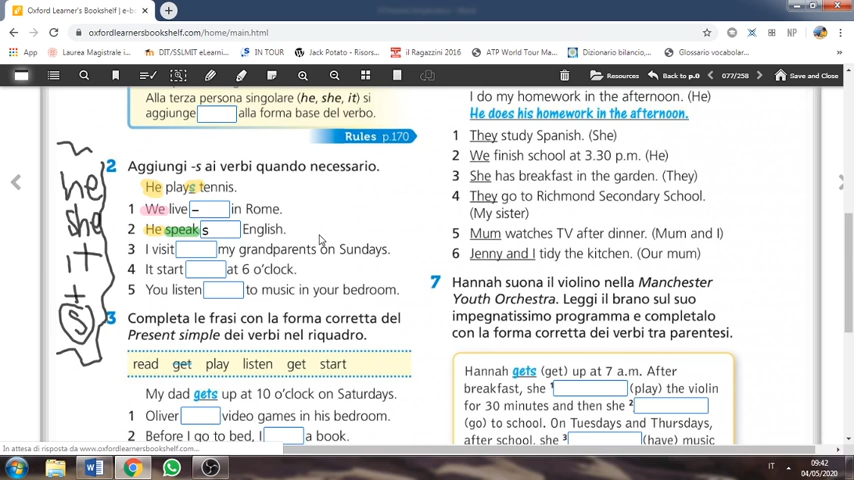 Oxford Learner's Bookshelf | e-b
oxfordlearnersbookshelf.com/home/main.html
App
Laurea Magistrale i...
DIT/SSLMIT eLearni...
IN TOUR
Jack Potato - Risors...
il Ragazzini 2016
ATP World Tour Ma...
Dizionario bilancio,...
Glossary vocabolar...
Resources
Back to p.0
077/258
Save and Close
Alla terza persona singolare (he, she, it) si
aggiunge alla forma base del verbo.
Rules p.170
2 Aggiungi -s ai verbi quando necessario.
He plays tennis.
1 We live – in Rome.
2 He speak s English.
3 I visit my grandparents on Sundays.
4 It start at 6 o'clock.
5 You listen to music in your bedroom.
he
she
it
+
s
3 Completa le frasi con la forma corretta del
Present simple dei verbi nel riquadro.
read get play listen get start
My dad gets up at 10 o'clock on Saturdays.
1 Oliver video games in his bedroom.
2 Before I go to bed, I a book.
I do my homework in the afternoon. (He)
He does his homework in the afternoon.
1 They study Spanish. (She)
2 We finish school at 3.30 p.m. (He)
3 She has breakfast in the garden. (They)
4 They go to Richmond Secondary School.
(My sister)
5 Mum watches TV after dinner. (Mum and I)
6 Jenny and I tidy the kitchen. (Our mum)
7 Hannah suona il violino nella Manchester
Youth Orchestra. Leggi il brano sul suo
impegnatissimo programma e completalo
con la forma corretta dei verbi tra parentesi.
Hannah gets (get) up at 7 a.m. After
breakfast, she 1 (play) the violin
for 30 minutes and then she 2
(go) to school. On Tuesdays and Thursdays,
after school, she 3 (have) music
In attesa di risposta da www.oxfordlearnersbookshelf.com...
IT
09:42
04/05/2020